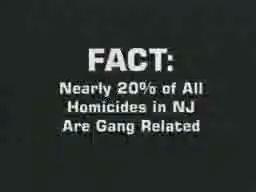 FACT:
Nearly 20% of All
Homicides in NJ
Are Gang Related